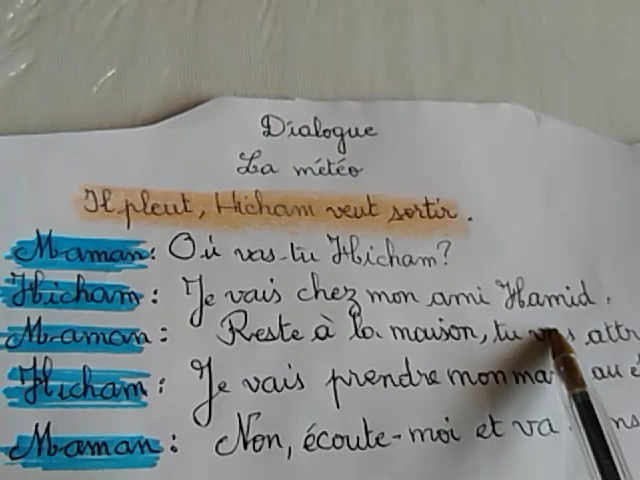 Dialogue
La météo
Il pleut, Hicham veut sortir.
Maman: Où vas-tu Hicham?
Hicham: Je vais chez mon ami Hamid.
Maman: Reste à la maison, tu
Hicham: Je vais prendre mon au
Maman: Non, écoute-moi et va